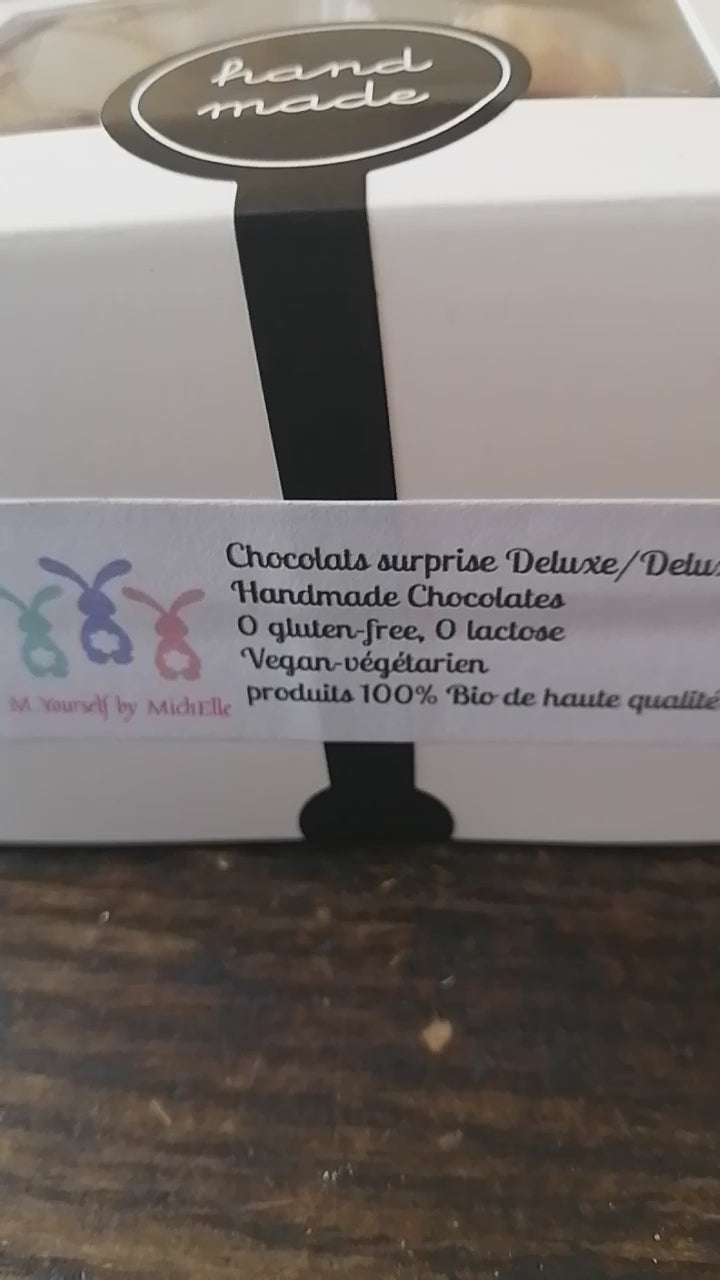 hand
made
Chocolats surprise Deluxe/Delu
Handmade Chocolates
0 gluten-free, 0 lactose
Vegan-végétarien
produits 100% Bio de haute qualité
M Yourself by MichElle